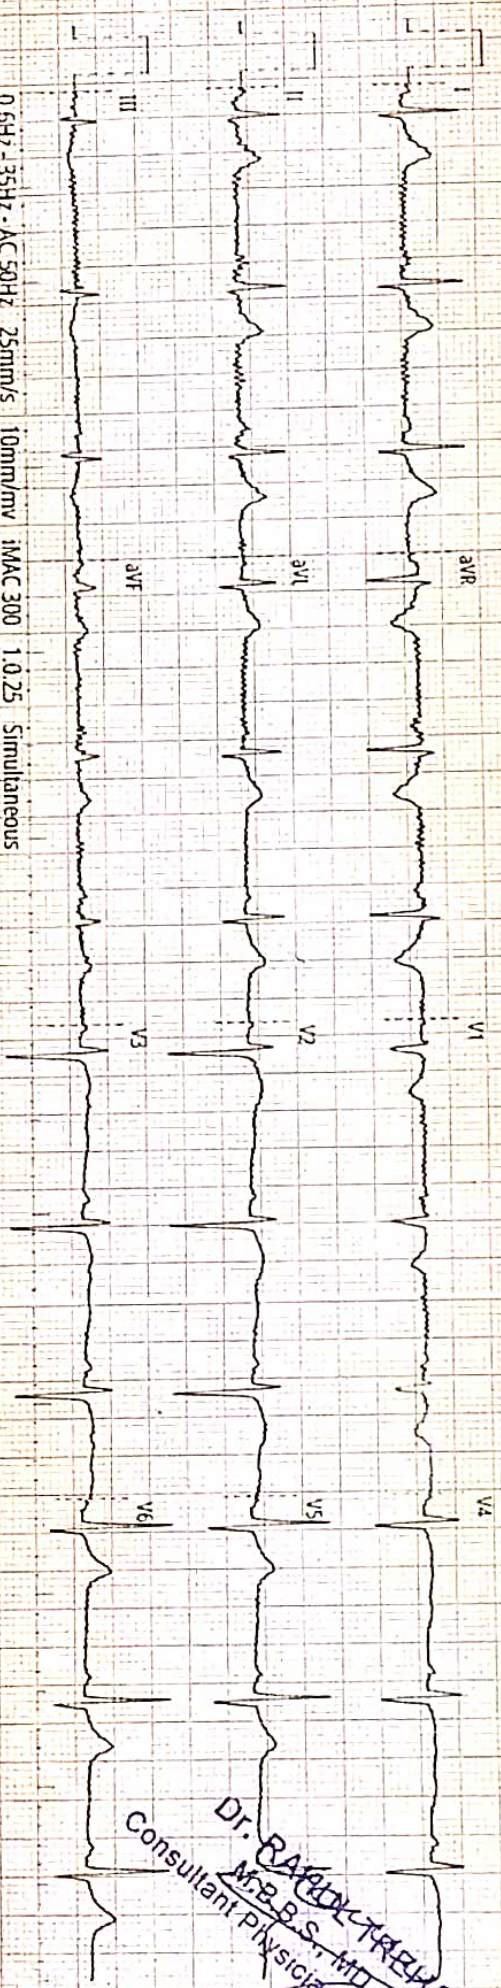 I
II
III
aVR
aVL
aVF
V1
V2
V3
V4
V5
V6
0.5Hz - 35Hz - AC 50Hz 25mm/s 10mm/mv iMAC 300 1.0.25 Simultaneous
Dr.
M.B.B.S., MD
Consultant